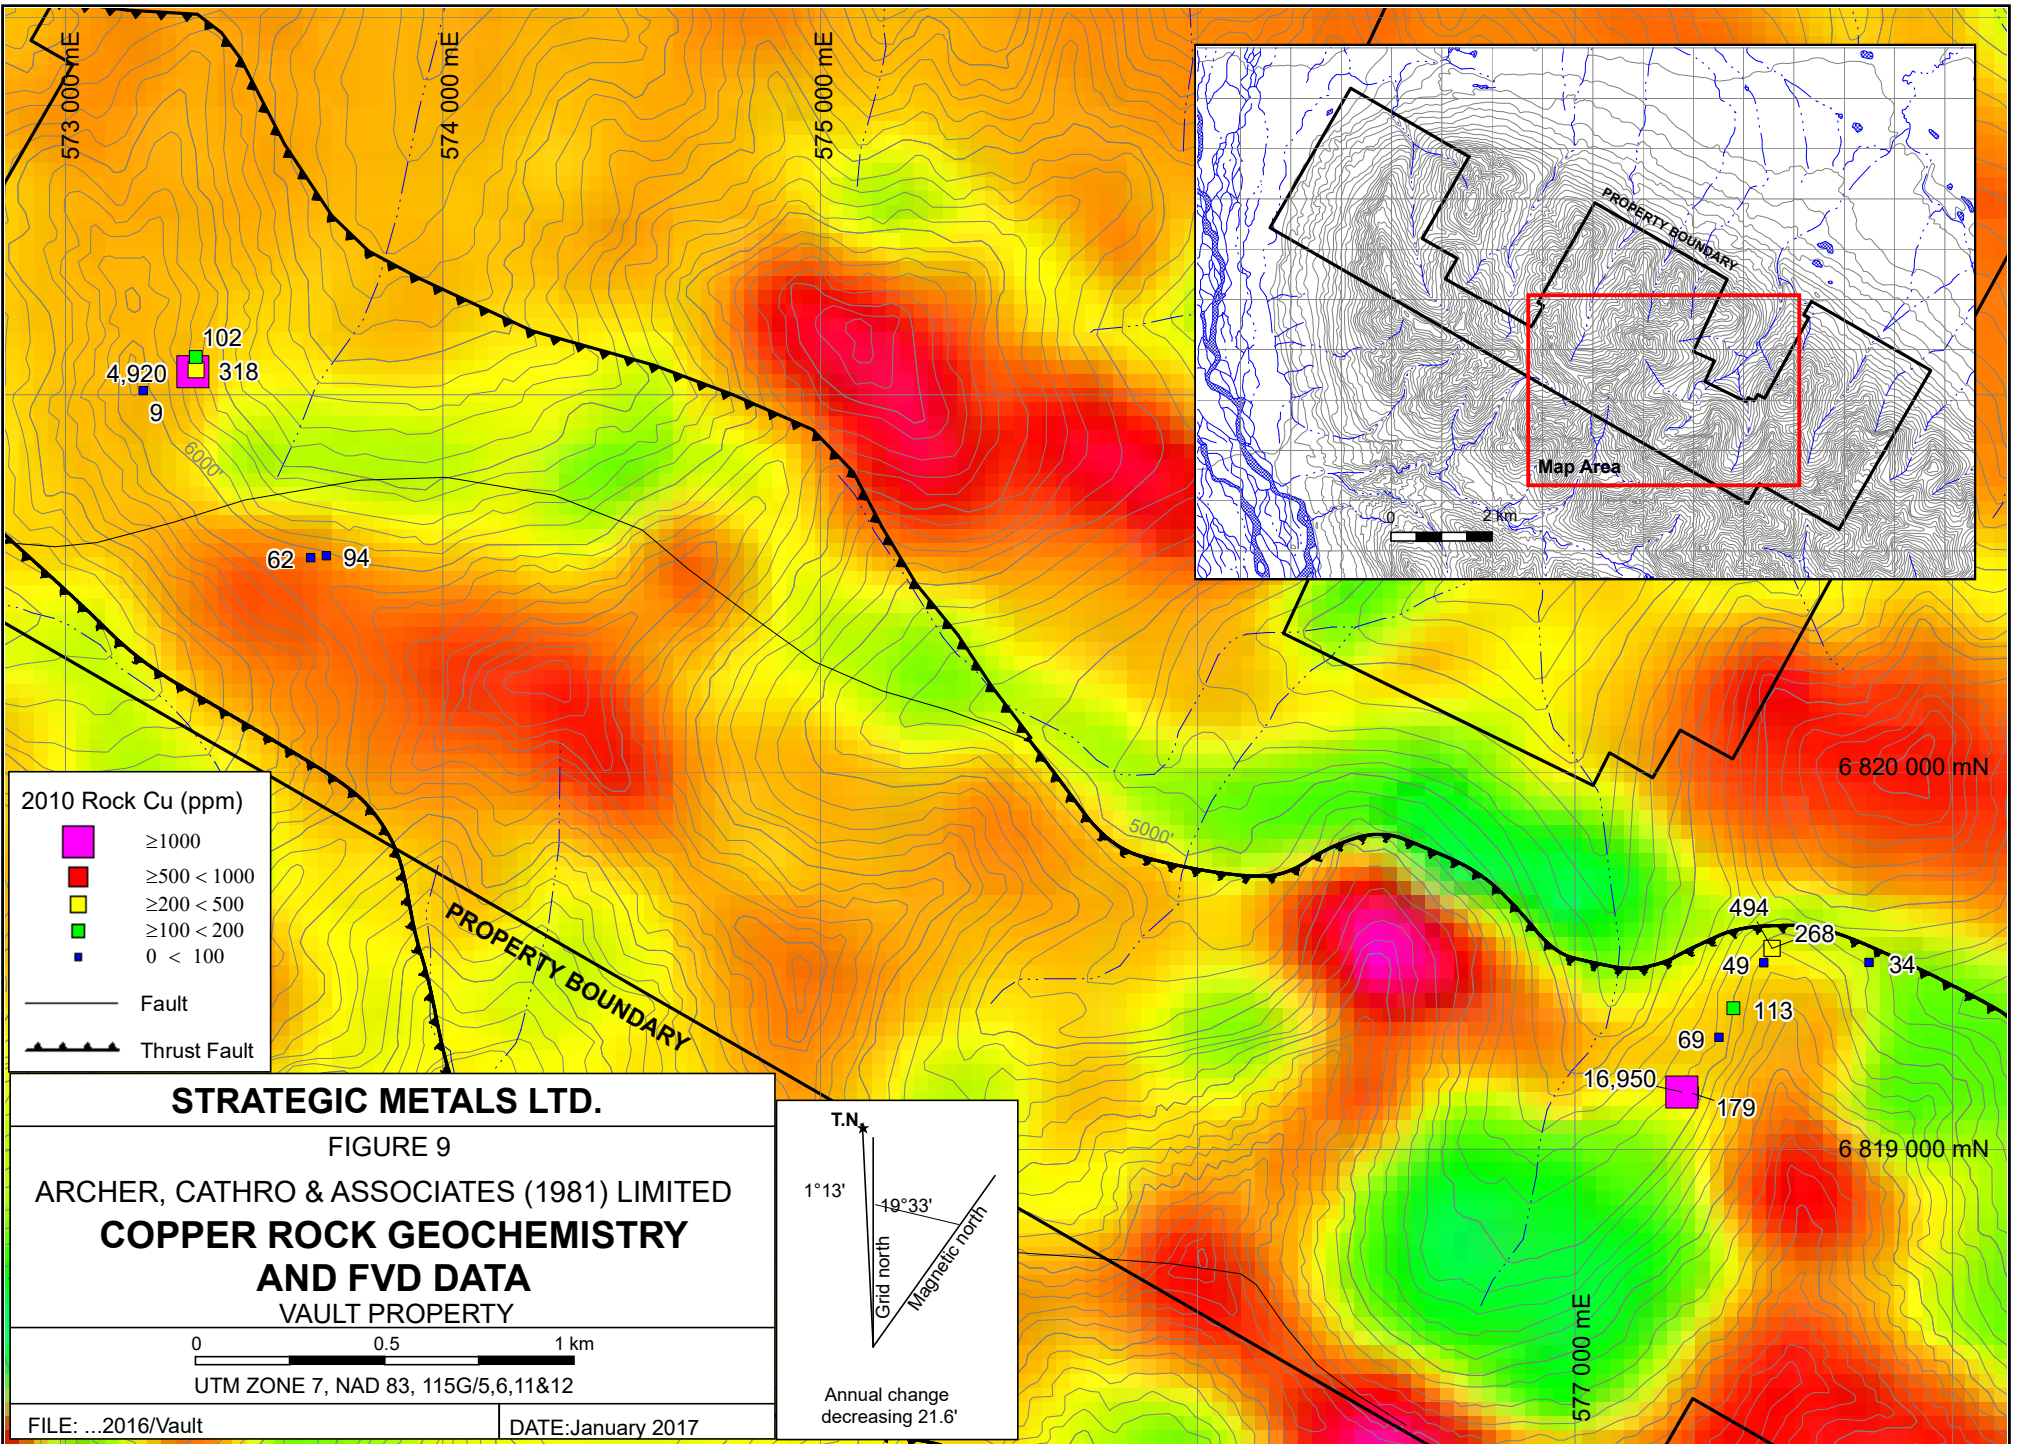 573 000 mE
574 000 mE
575 000 mE
PROPERTY BOUNDARY
Map Area
0 2 km
102
4,920 318
9
6000'
62 94
5000'
6 820 000 mN
2010 Rock Cu (ppm)
≥1000
≥500 < 1000
≥200 < 500
≥100 < 200
0 < 100
Fault
Thrust Fault
PROPERTY BOUNDARY
494
268
49
34
113
69
16,950
179
6 819 000 mN
577 000 mE
STRATEGIC METALS LTD.
FIGURE 9
ARCHER, CATHRO & ASSOCIATES (1981) LIMITED
COPPER ROCK GEOCHEMISTRY
AND FVD DATA
VAULT PROPERTY
0 0.5 1 km
UTM ZONE 7, NAD 83, 115G/5,6,11&12
FILE: ...2016/Vault
DATE:January 2017
T.N.
1°13'
19°33'
Grid north
Magnetic north
Annual change
decreasing 21.6'